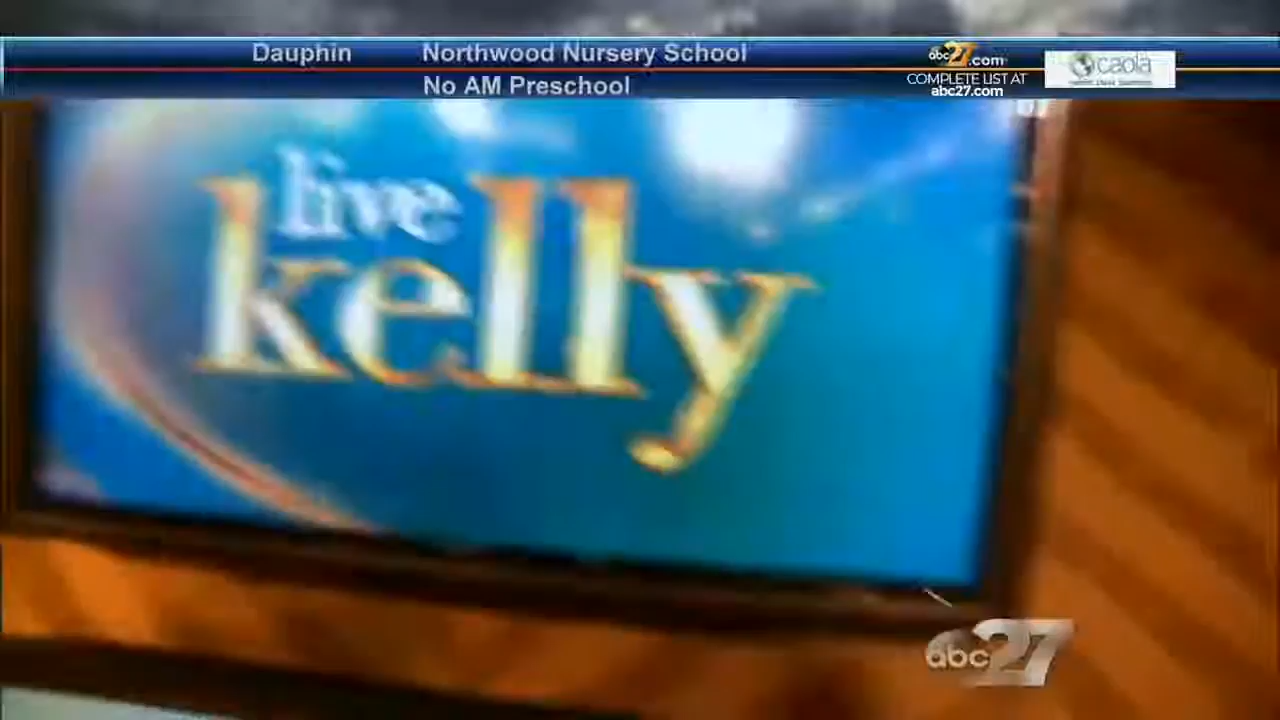 Dauphin Northwood Nursery School
No AM Preschool
abc27.com
COMPLETE LIST AT
abc27.com
caola
live
kelly
abc27